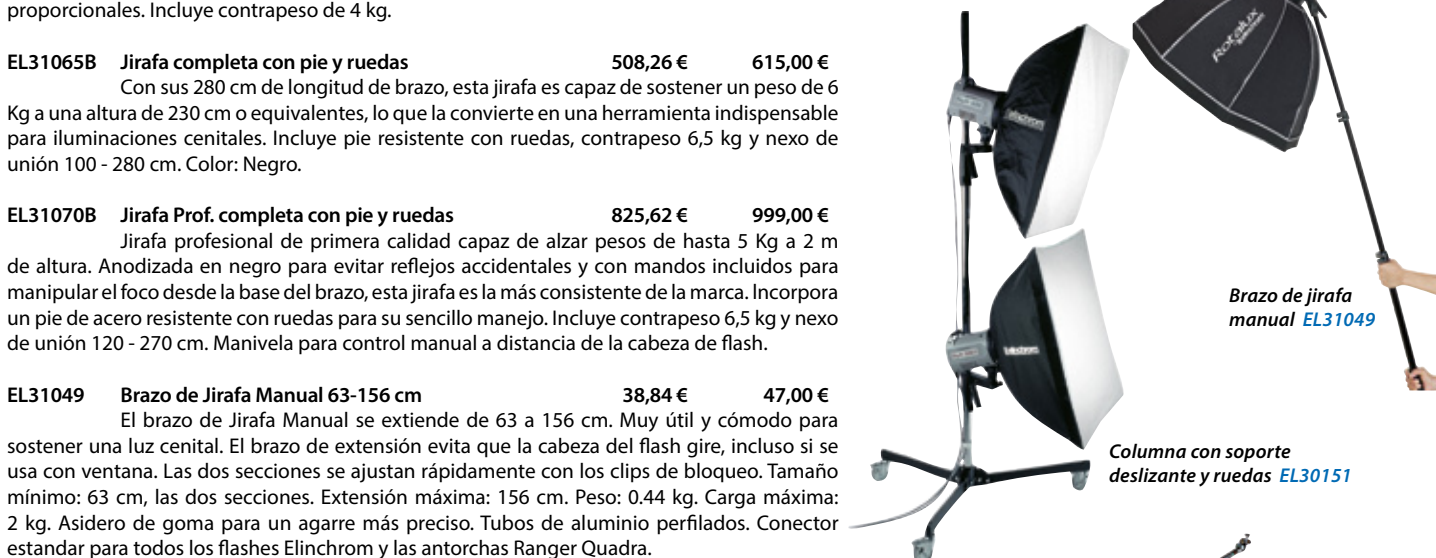 proporcionales. Incluye contrapeso de 4 kg.
EL31065B Jirafa completa con pie y ruedas 508,26 € 615,00 €
Con sus 280 cm de longitud de brazo, esta jirafa es capaz de sostener un peso de 6
Kg a una altura de 230 cm o equivalentes, lo que la convierte en una herramienta indispensable
para iluminaciones cenitales. Incluye pie resistente con ruedas, contrapeso 6,5 kg y nexo de
unión 100 - 280 cm. Color: Negro.
EL31070B Jirafa Prof. completa con pie y ruedas 825,62 € 999,00 €
Jirafa profesional de primera calidad capaz de alzar pesos de hasta 5 Kg a 2 m
de altura. Anodizada en negro para evitar reflejos accidentales y con mandos incluidos para
manipular el foco desde la base del brazo, esta jirafa es la más consistente de la marca. Incorpora
un pie de acero resistente con ruedas para su sencillo manejo. Incluye contrapeso 6,5 kg y nexo
de unión 120 - 270 cm. Manivela para control manual a distancia de la cabeza de flash.
EL31049 Brazo de Jirafa Manual 63-156 cm 38,84 € 47,00 €
El brazo de Jirafa Manual se extiende de 63 a 156 cm. Muy útil y cómodo para
sostener una luz cenital. El brazo de extensión evita que la cabeza del flash gire, incluso si se
usa con ventana. Las dos secciones se ajustan rápidamente con los clips de bloqueo. Tamaño
mínimo: 63 cm, las dos secciones. Extensión máxima: 156 cm. Peso: 0.44 kg. Carga máxima:
2 kg. Asidero de goma para un agarre más preciso. Tubos de aluminio perfilados. Conector
estandar para todos los flashes Elinchrom y las antorchas Ranger Quadra.
Rotalux
elinchrom
elinchrom
Brazo de jirafa
manual EL31049
Columna con soporte
deslizante y ruedas EL30151